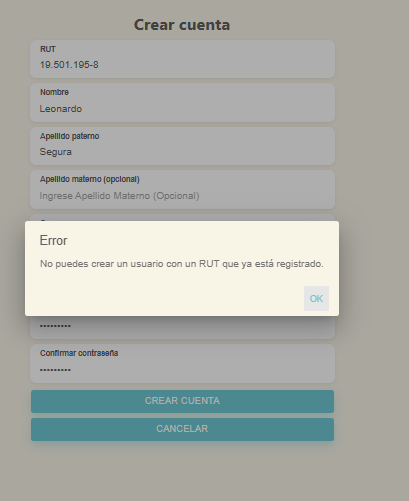 Crear cuenta
RUT
19.501.195-8
Nombre
Leonardo
Apellido paterno
Segura
Apellido materno (opcional)
Ingrese Apellido Materno (Opcional)
Error
No puedes crear un usuario con un RUT que ya está registrado.
OK
•••••••••
Confirmar contraseña
•••••••••
CREAR CUENTA
CANCELAR